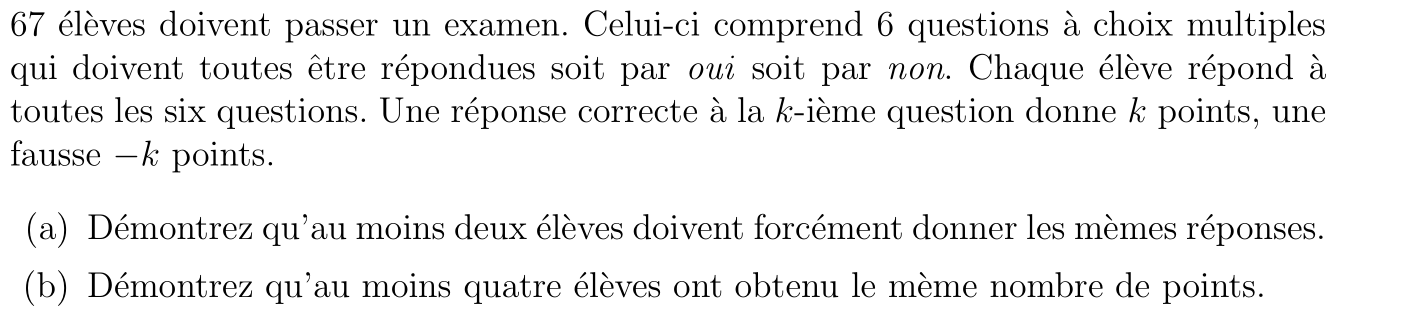 67 élèves doivent passer un examen. Celui-ci comprend 6 questions à choix multiples
qui doivent toutes être répondues soit par oui soit par non. Chaque élève répond à
toutes les six questions. Une réponse correcte à la k-ième question donne k points, une
fausse −k points.
(a) Démontrez qu'au moins deux élèves doivent forcément donner les mèmes réponses.
(b) Démontrez qu'au moins quatre élèves ont obtenu le mème nombre de points.